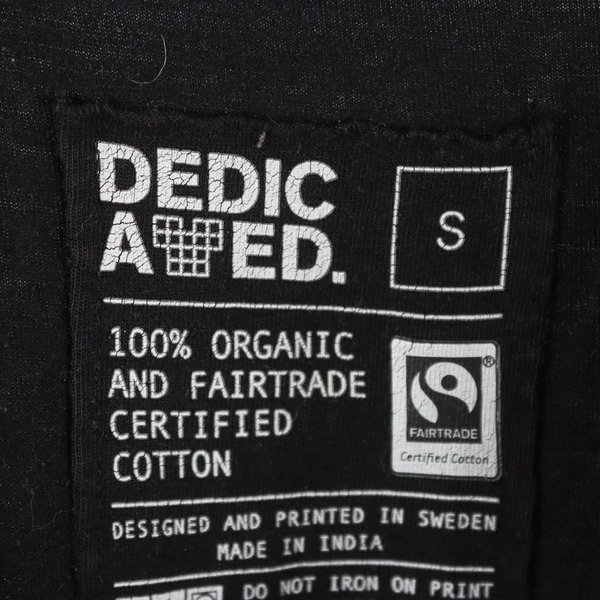 DEDIC
ATED.
S
100% ORGANIC
AND FAIRTRADE
CERTIFIED
COTTON
®
FAIRTRADE
Certified Cotton
DESIGNED AND PRINTED IN SWEDEN
MADE IN INDIA
DO NOT IRON ON PRINT